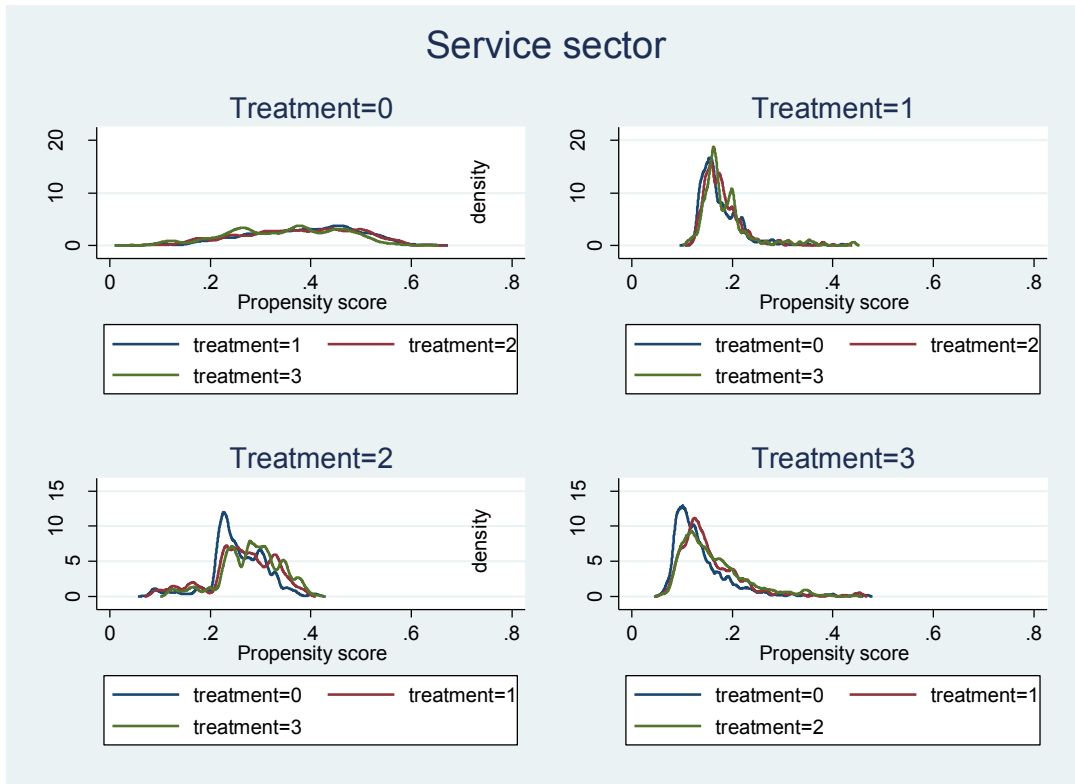 Service sector
Treatment=0
20
10
0
density
0 .2 .4 .6 .8
Propensity score
treatment=1 treatment=2
treatment=3
Treatment=1
20
10
0
0 .2 .4 .6 .8
Propensity score
treatment=0 treatment=2
treatment=3
Treatment=2
15
10
5
0
density
0 .2 .4 .6 .8
Propensity score
treatment=0 treatment=1
treatment=3
Treatment=3
15
10
5
0
0 .2 .4 .6 .8
Propensity score
treatment=0 treatment=1
treatment=2